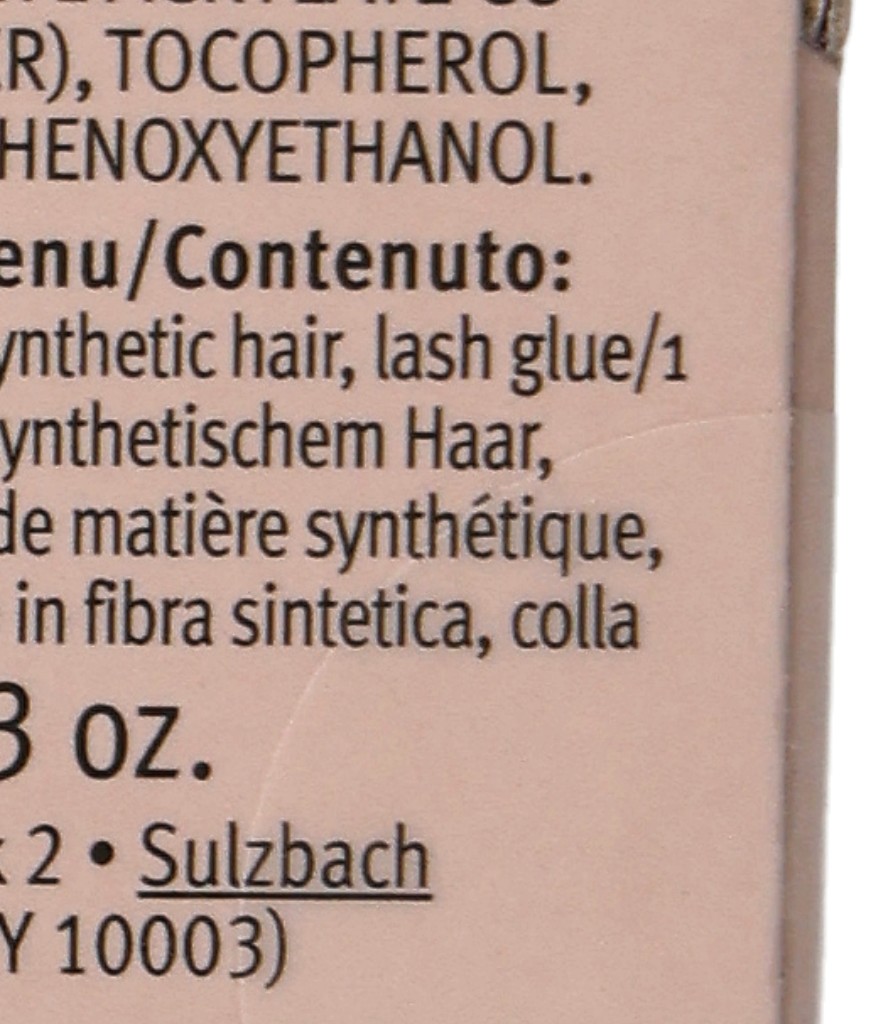 R), TOCOPHEROL,
HENOXYETHANOL.
enu/Contenuto:
ynthetic hair, lash glue/1
ynthetischem Haar,
de matière synthétique,
in fibra sintetica, colla
3 oz.
2 • Sulzbach
Y 10003)